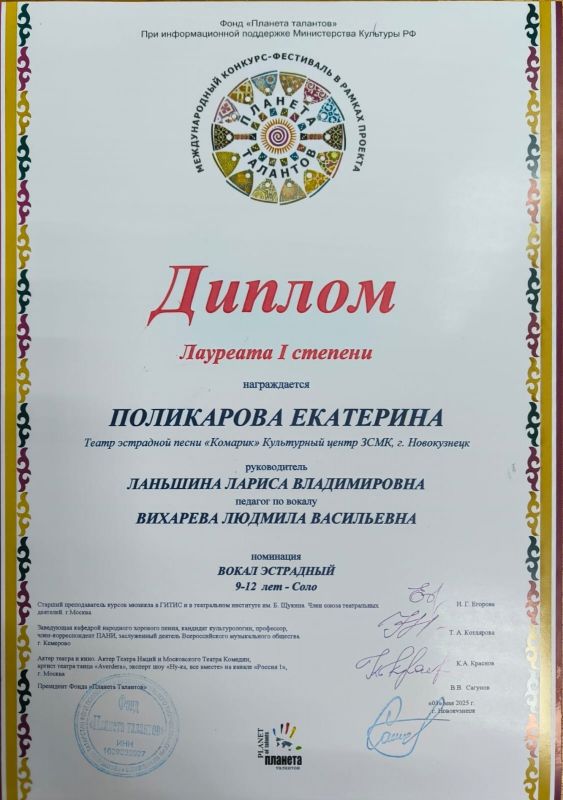 Фонд «Планета талантов»
При информационной поддержке Министерства Культуры РФ
МЕЖДУНАРОДНЫЙ КОНКУРС-ФЕСТИВАЛЬ В РАМКАХ ПРОЕКТА
ПЛАНЕТА
ТАЛАНТОВ
Диплом
Лауреата I степени
награждается
ПОЛИКАРОВА ЕКАТЕРИНА
Театр эстрадной песни «Комарик» Культурный центр ЗСМК, г. Новокузнецк
руководитель
ЛАНЬШИНА ЛАРИСА ВЛАДИМИРОВНА
педагог по вокалу
ВИХАРЕВА ЛЮДМИЛА ВАСИЛЬЕВНА
номинация
ВОКАЛ ЭСТРАДНЫЙ
9-12 лет - Соло
Старший преподаватель курсов мюзикла в ГИТИС и в театральном институте им. Б. Щукина. Член союза театральных
деятелей. г.Москва
И. Г. Егорова
Заведующая кафедрой народного хорового пения, кандидат культурологии, профессор,
член-корреспондент ПАНИ, заслуженный деятель Всероссийского музыкального общества.
г. Кемерово
Т. А. Котлярова
Актер театра и кино. Актер Театра Наций и Московского Театра Комедии,
артист театра танца «Averdera», эксперт шоу «Ну-ка, все вместе» на канале «Россия 1»,
г. Москва
К.А. Краснов
Президент Фонда «Планета Талантов»
В.В. Сагунов
мая 2025 г.
г. Новокузнецк
Фонд
«Планета талантов»
ИНН
PLANET
of talents
планета
талантов